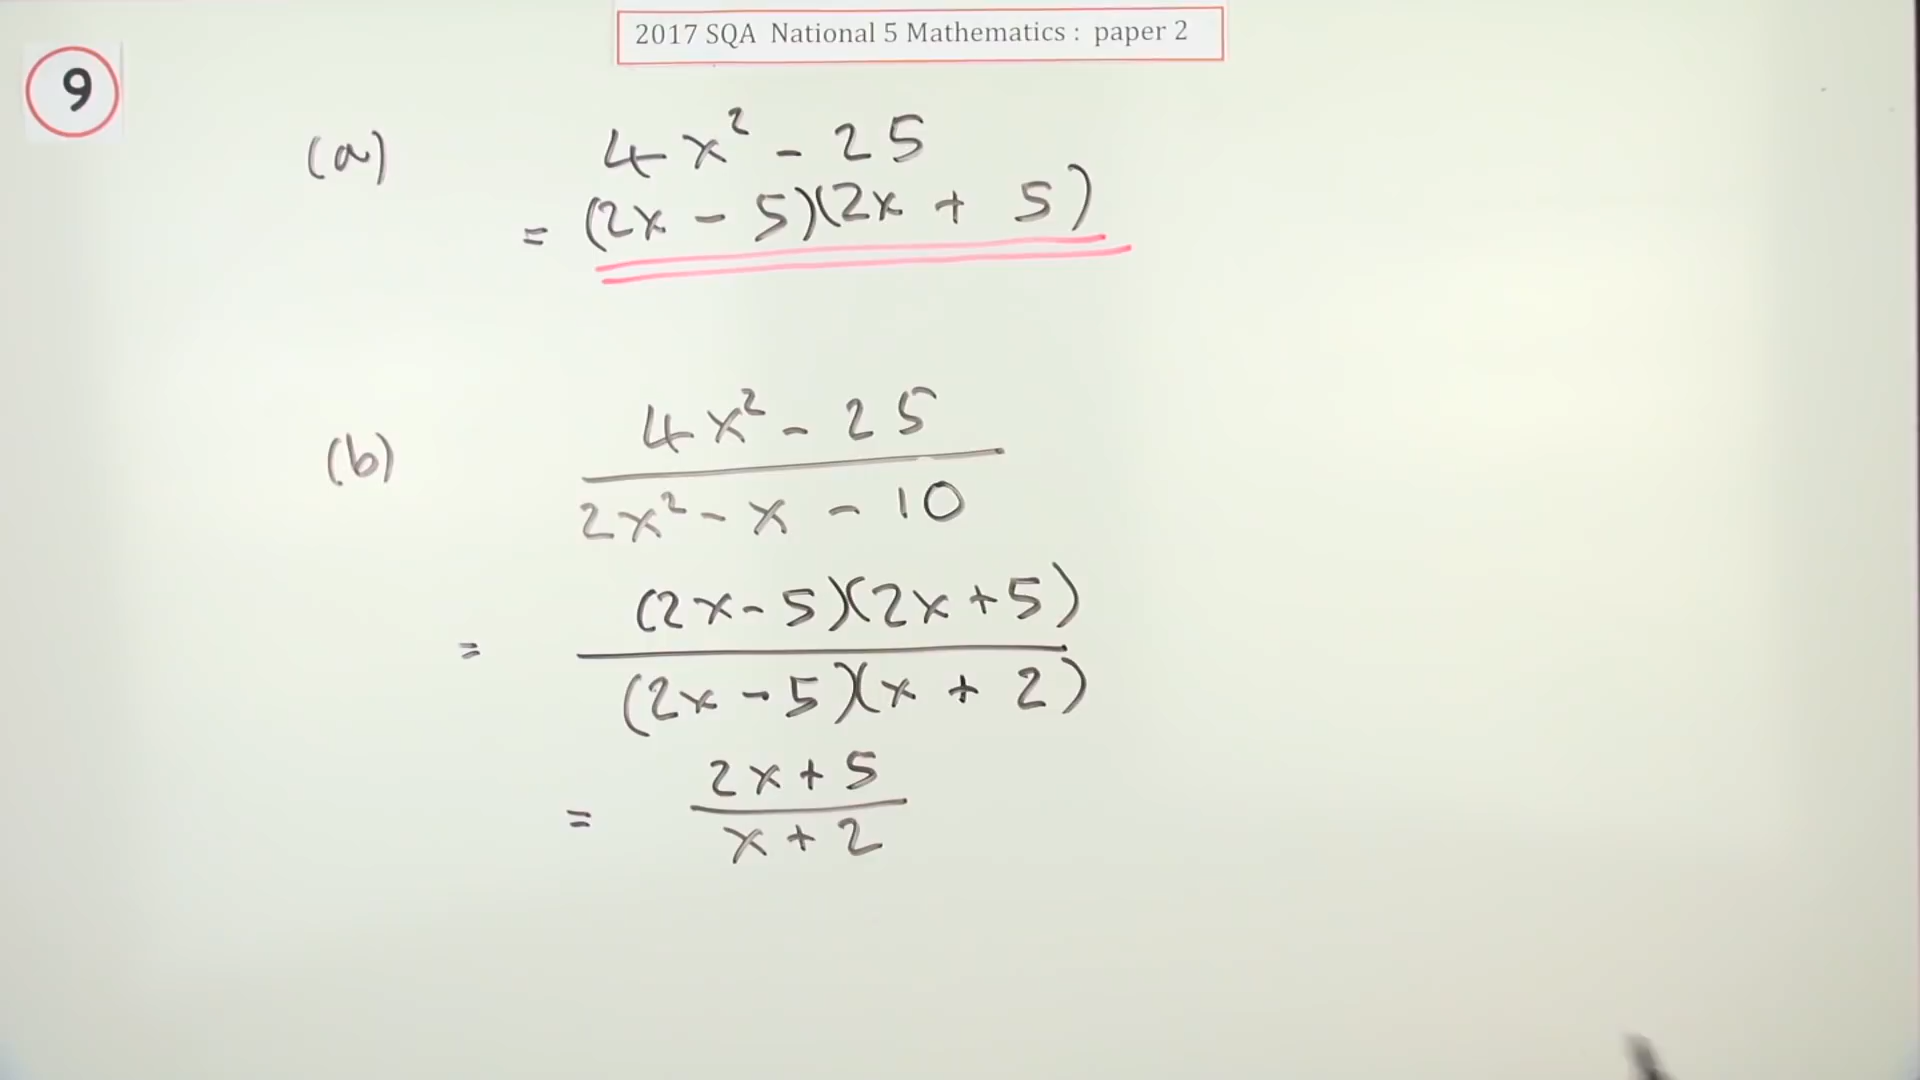 2017 SQA National 5 Mathematics : paper 2
9
(a) 4x² - 25
= (2x - 5)(2x + 5)
(b) 4x² - 25
2x² - x - 10
= (2x - 5)(2x + 5)
(2x - 5)(x + 2)
= 2x + 5
x + 2